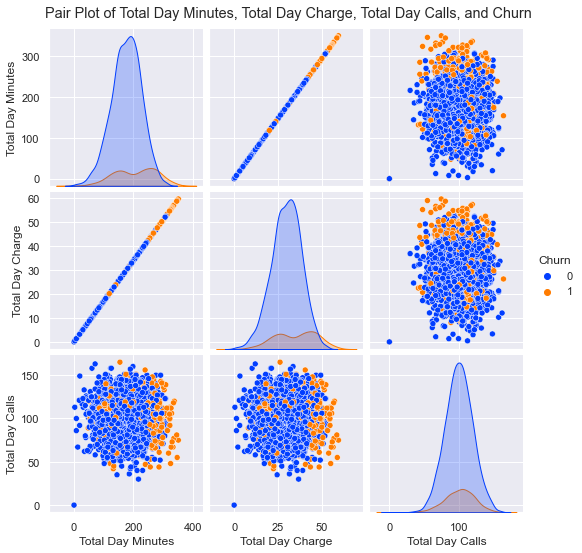 Pair Plot of Total Day Minutes, Total Day Charge, Total Day Calls, and Churn
Total Day Minutes
300
200
100
0
Total Day Charge
60
50
40
30
20
10
0
Churn
0
1
Total Day Calls
150
100
50
0
0 200 400
0 25 50
0 100
Total Day Minutes Total Day Charge Total Day Calls